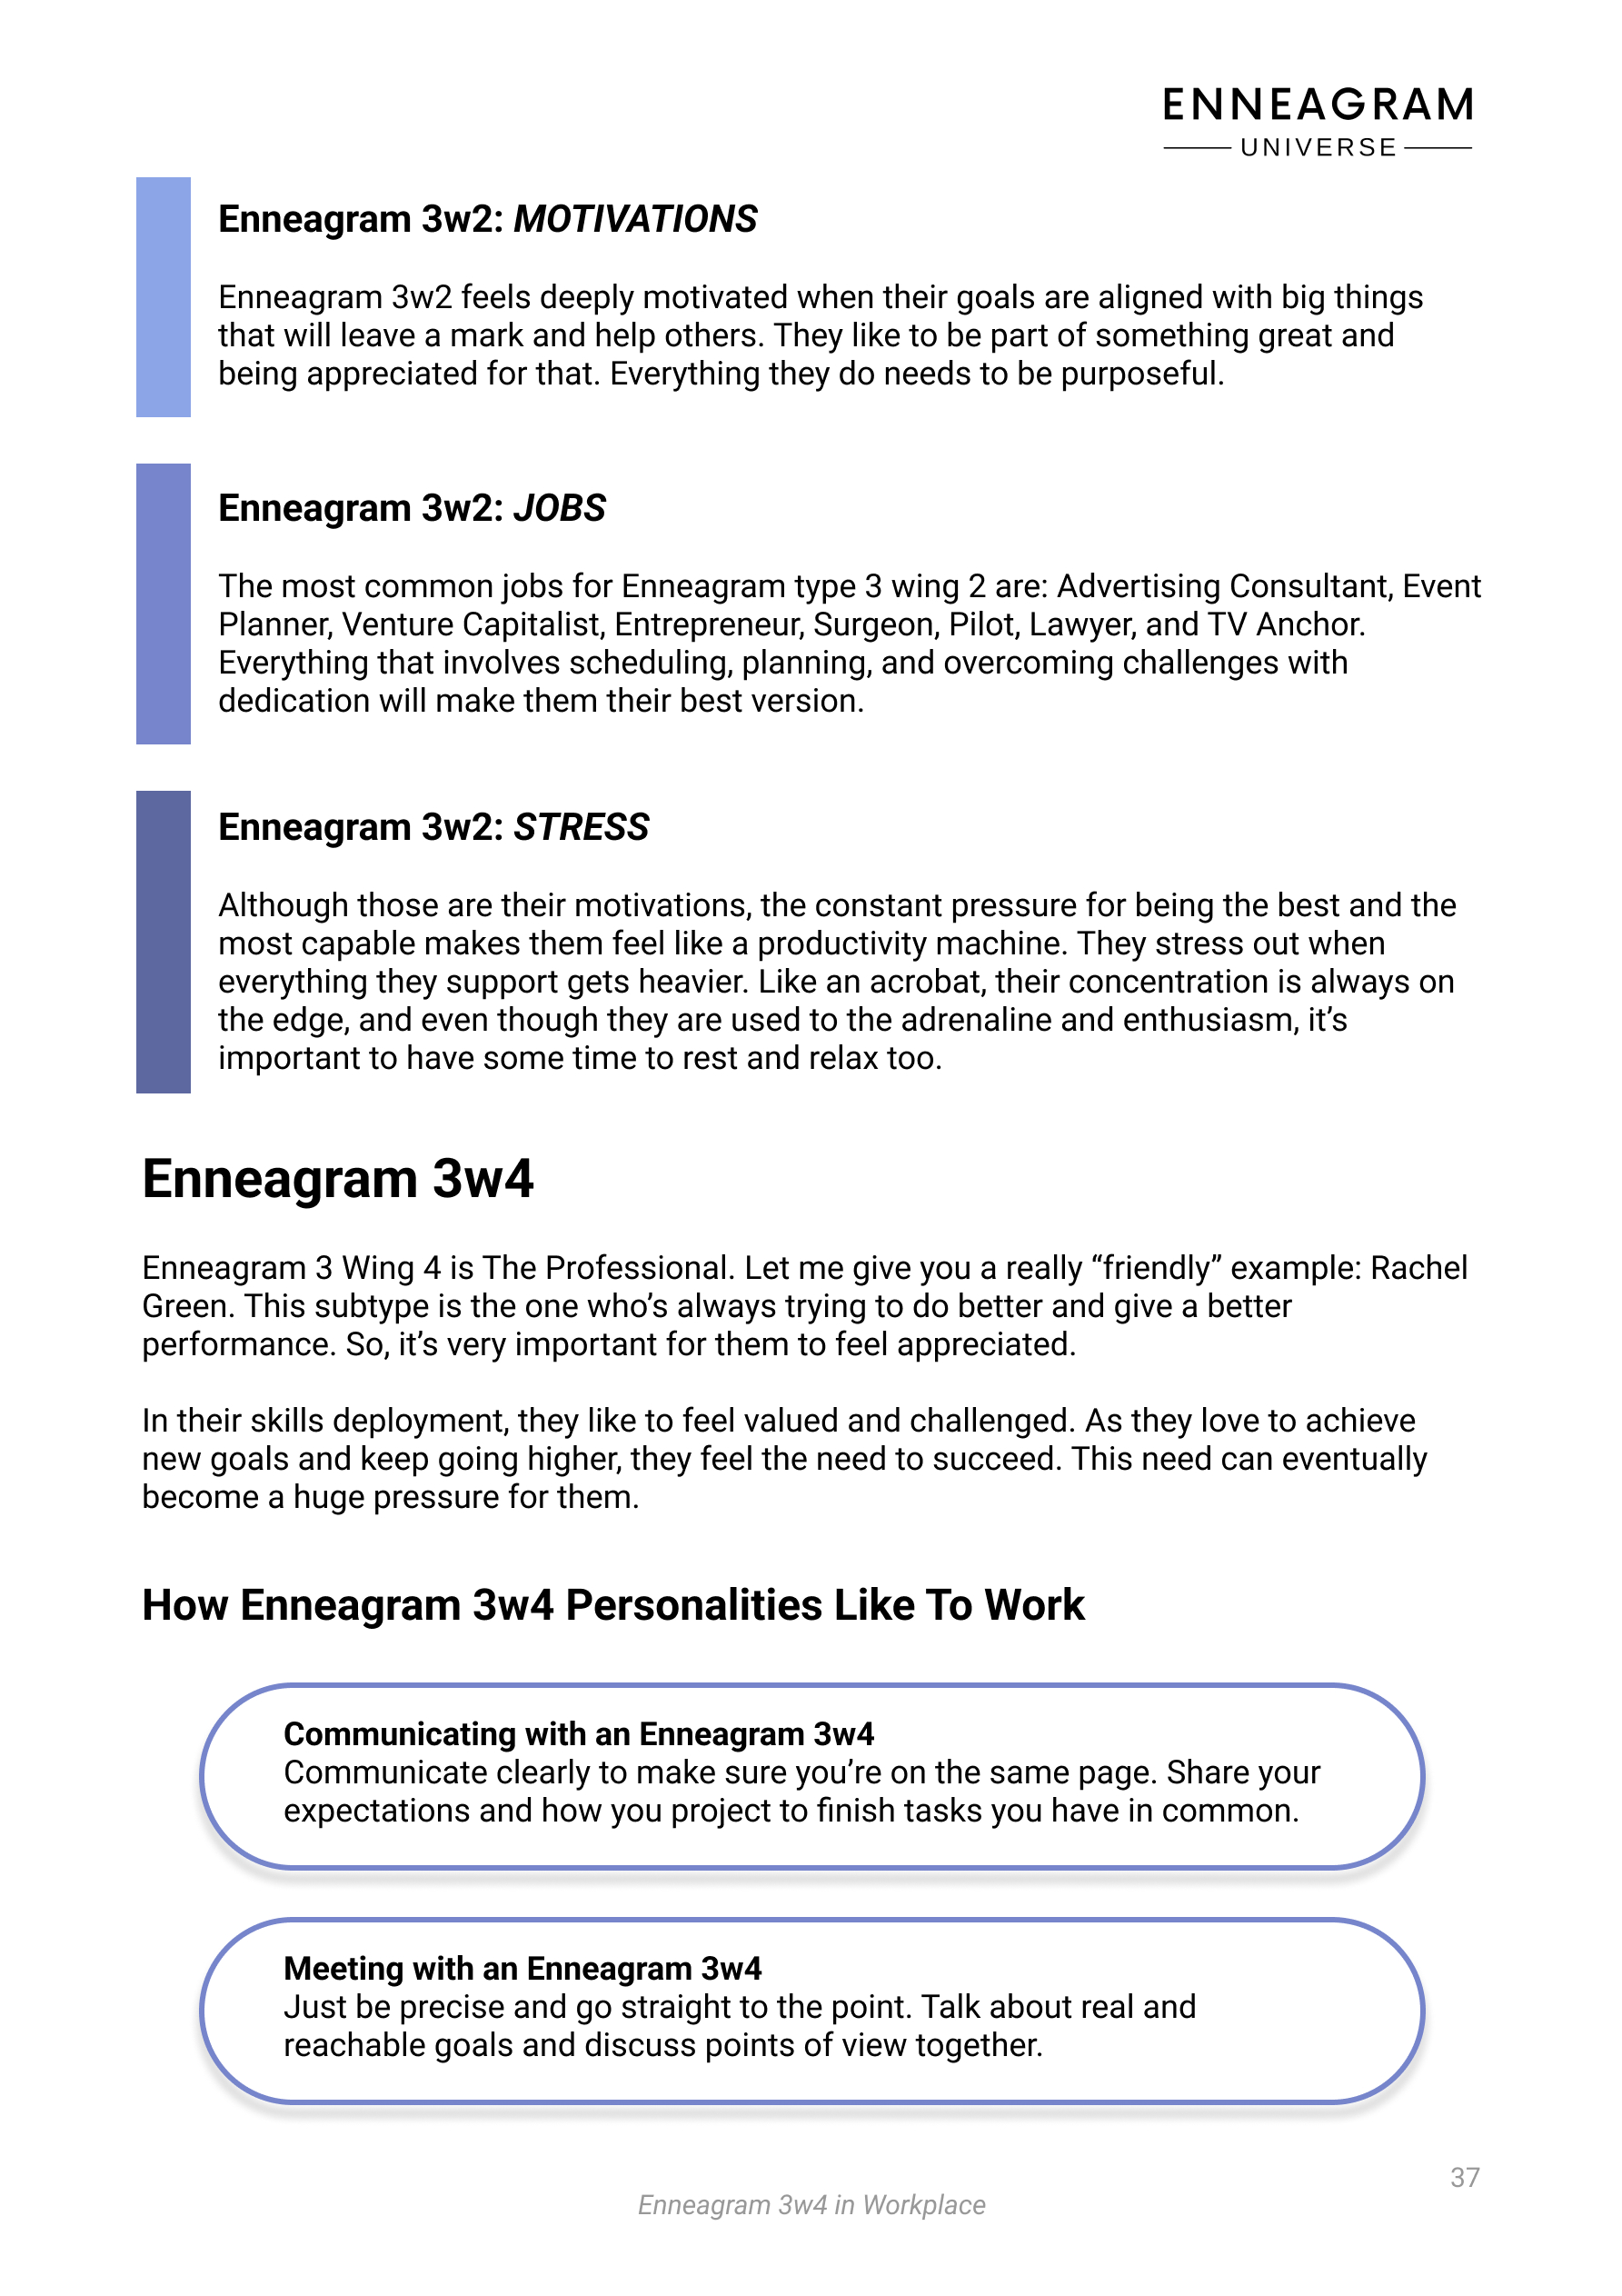 ENNEAGRAM
UNIVERSE
Enneagram 3w2: MOTIVATIONS
Enneagram 3w2 feels deeply motivated when their goals are aligned with big things
that will leave a mark and help others. They like to be part of something great and
being appreciated for that. Everything they do needs to be purposeful.
Enneagram 3w2: JOBS
The most common jobs for Enneagram type 3 wing 2 are: Advertising Consultant, Event
Planner, Venture Capitalist, Entrepreneur, Surgeon, Pilot, Lawyer, and TV Anchor.
Everything that involves scheduling, planning, and overcoming challenges with
dedication will make them their best version.
Enneagram 3w2: STRESS
Although those are their motivations, the constant pressure for being the best and the
most capable makes them feel like a productivity machine. They stress out when
everything they support gets heavier. Like an acrobat, their concentration is always on
the edge, and even though they are used to the adrenaline and enthusiasm, it’s
important to have some time to rest and relax too.
Enneagram 3w4
Enneagram 3 Wing 4 is The Professional. Let me give you a really “friendly” example: Rachel
Green. This subtype is the one who’s always trying to do better and give a better
performance. So, it’s very important for them to feel appreciated.
In their skills deployment, they like to feel valued and challenged. As they love to achieve
new goals and keep going higher, they feel the need to succeed. This need can eventually
become a huge pressure for them.
How Enneagram 3w4 Personalities Like To Work
Communicating with an Enneagram 3w4
Communicate clearly to make sure you’re on the same page. Share your
expectations and how you project to finish tasks you have in common.
Meeting with an Enneagram 3w4
Just be precise and go straight to the point. Talk about real and
reachable goals and discuss points of view together.
37
Enneagram 3w4 in Workplace